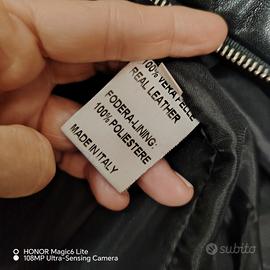 100% VERA PELLE
REAL LEATHER
FODERA-LINING:
100% POLIESTERE
MADE IN ITALY
HONOR Magic6 Lite
108MP Ultra-Sensing Camera
subito